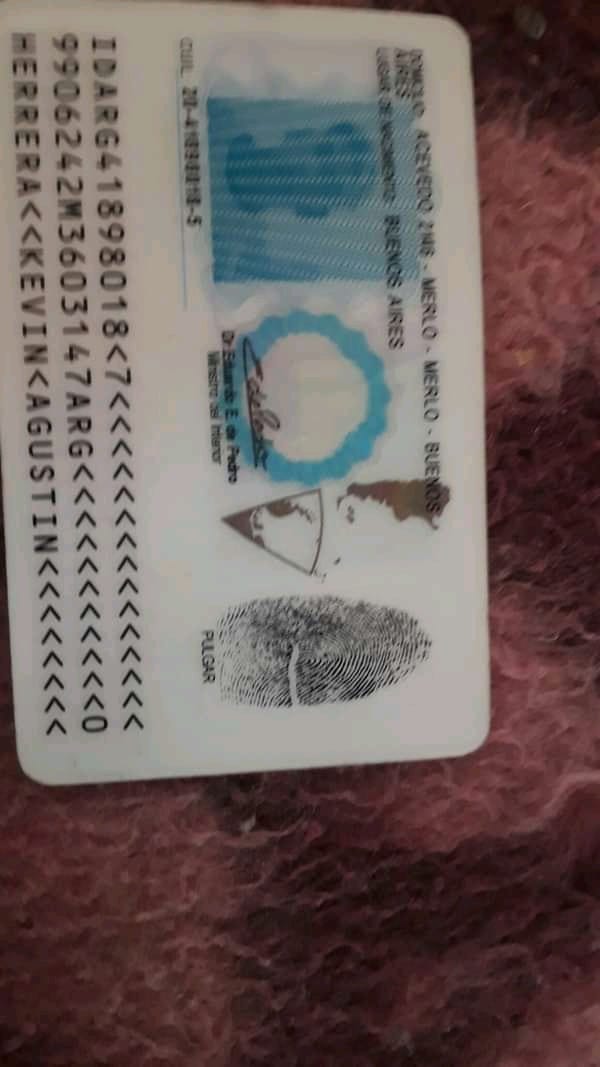 DOMICILIO: ACEVEDO - MERLO - MERLO - BUENOS
AIRES
LUGAR DE NACIMIENTO: BUENOS AIRES
Dr. Eduardo E. de Pedro
Ministro del Interior
PULGAR
CUIL: 20-41898018-5
IDARG41898018<7<<<<<<<<<<<<<<<
9906242M3603147ARG<<<<<<<<<<<0
HERRERA<<KEVIN<AGUSTIN<<<<<<<<